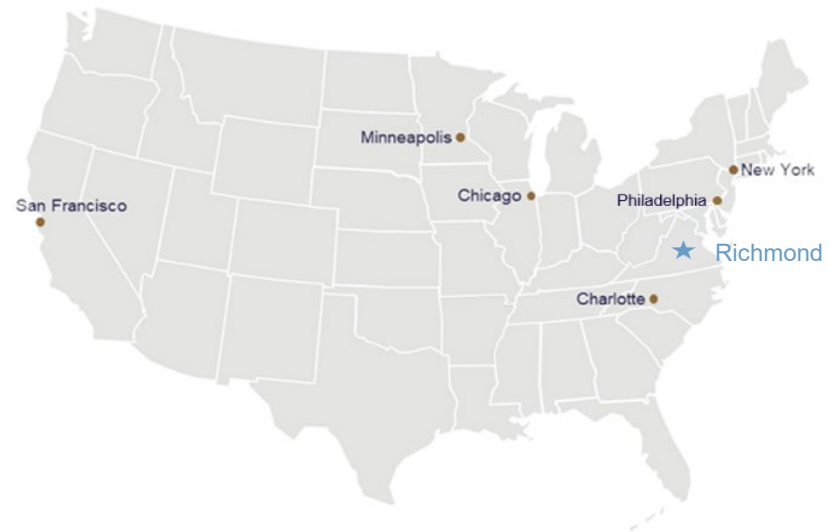 Minneapolis
New York
Chicago
Philadelphia
San Francisco
Richmond
Charlotte